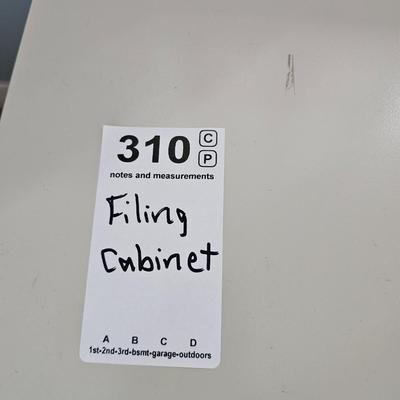 310 C
P
notes and measurements
Filing
Cabinet
A B C D
1st-2nd-3rd-bsmt-garage-outdoors